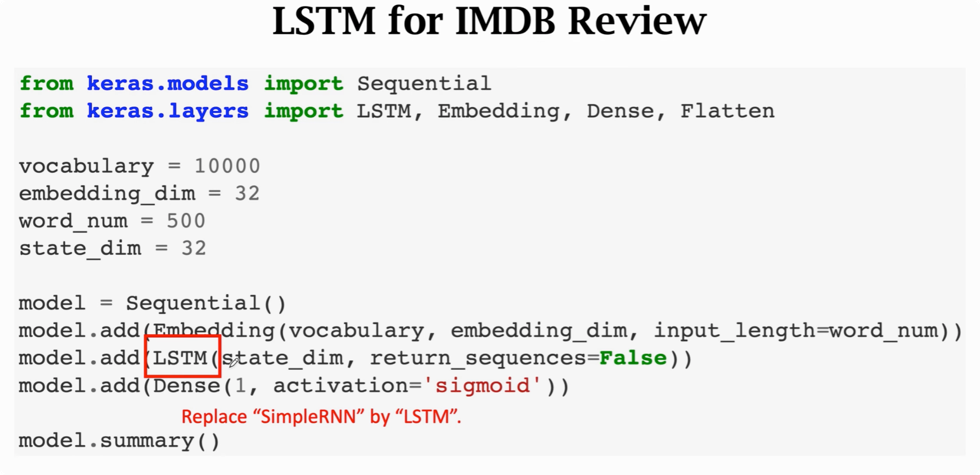 LSTM for IMDB Review
from keras.models import Sequential
from keras.layers import LSTM, Embedding, Dense, Flatten
vocabulary = 10000
embedding_dim = 32
word_num = 500
state_dim = 32
model = Sequential()
model.add(Embedding(vocabulary, embedding_dim, input_length=word_num))
model.add(LSTM(state_dim, return_sequences=False))
model.add(Dense(1, activation='sigmoid'))
Replace “SimpleRNN” by “LSTM”.
model.summary()